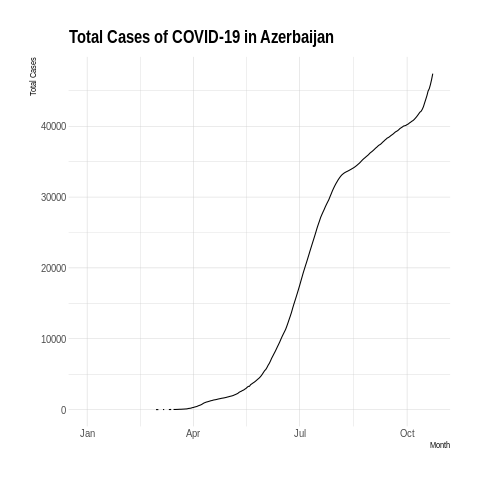 Total Cases of COVID-19 in Azerbaijan
Total Cases
40000
30000
20000
10000
0
Jan Apr Jul Oct
Month